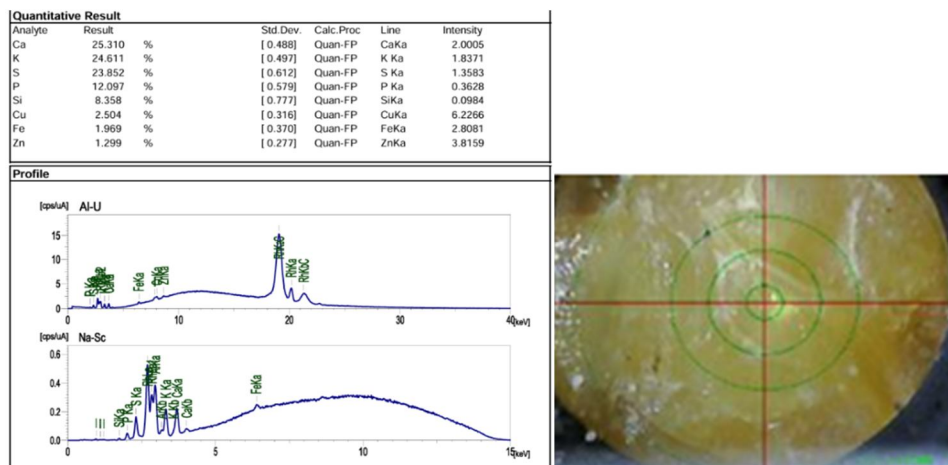 Quantitative Result
Analyte Result Std.Dev. Calc.Proc Line Intensity
Ca 25.310 % [ 0.488] Quan-FP CaKa 2.0005
K 24.611 % [ 0.497] Quan-FP K Ka 1.8371
S 23.852 % [ 0.612] Quan-FP S Ka 1.3583
P 12.097 % [ 0.579] Quan-FP P Ka 0.3628
Si 8.358 % [ 0.777] Quan-FP SiKa 0.0984
Cu 2.504 % [ 0.316] Quan-FP CuKa 6.2266
Fe 1.969 % [ 0.370] Quan-FP FeKa 2.8081
Zn 1.299 % [ 0.277] Quan-FP ZnKa 3.8159
Profile
[cps/uA] Al-U
15
10
5
0
FeKa ZnKa RhKaC RhKa RhKbC
0 10 20 30 40 [keV]
[cps/uA] Na-Sc
0.6
0.4
0.2
0.0
SiKa P Ka S Ka K Ka K Kb CaKa CaKb FeKa
0 5 10 15 [keV]